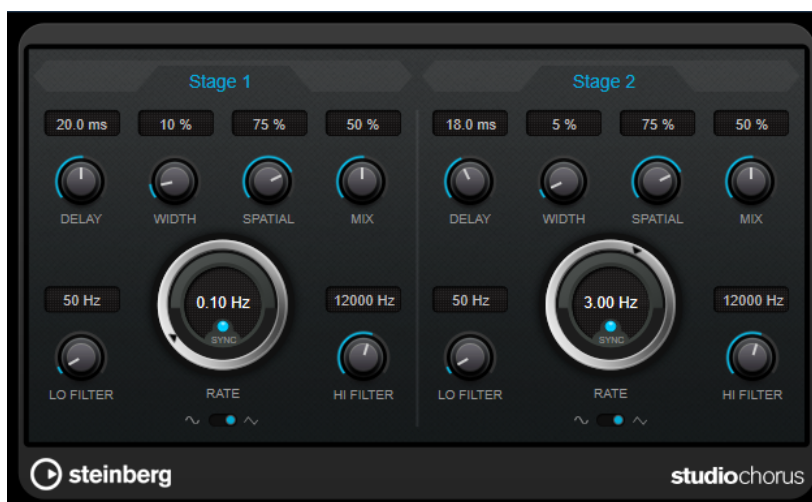 Stage 1
20.0 ms 10 % 75 % 50 %
DELAY WIDTH SPATIAL MIX
50 Hz 0.10 Hz 12000 Hz
SYNC
LO FILTER RATE HI FILTER
Stage 2
18.0 ms 5 % 75 % 50 %
DELAY WIDTH SPATIAL MIX
50 Hz 3.00 Hz 12000 Hz
SYNC
LO FILTER RATE HI FILTER
steinberg
studiochorus